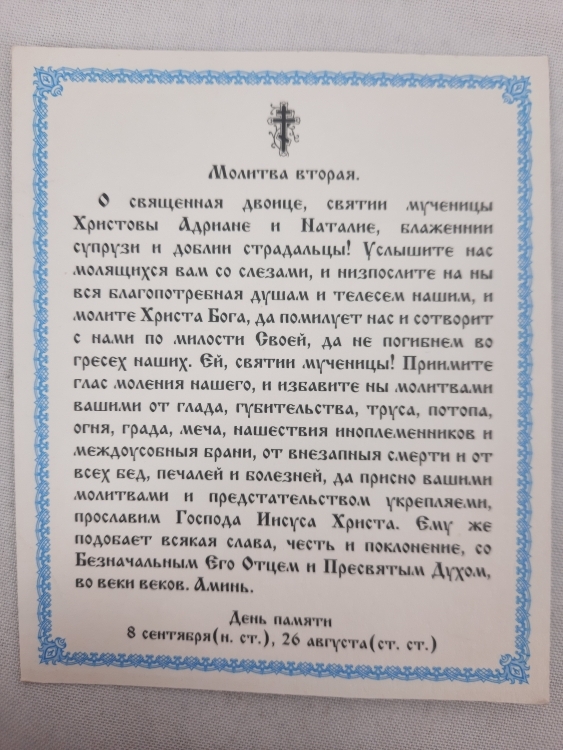 Молитва вторая.
О священная двоице, святии мученицы
Христовы Адриане и Наталие, блаженнии
супрузи и доблии страдальцы! Услышите нас
молящихся вам со слезами, и низпослите на ны
вся благопотребная душам и телесем нашим, и
молите Христа Бога, да помилует нас и сотворит
с нами по милости Своей, да не погибнем во
гресех наших. Ей, святии мученицы! Приимите
глас моления нашего, и избавите ны молитвами
вашими от глада, губительства, труса, потопа,
огня, града, меча, нашествия иноплеменников и
междоусобныя брани, от внезапныя смерти и от
всех бед, печалей и болезней, да присно вашими
молитвами и предстательством укрепляеми,
прославим Господа Иисуса Христа. Ему же
подобает всякая слава, честь и поклонение, со
Безначальным Его Отцем и Пресвятым Духом,
во веки веков. Аминь.
День памяти
8 сентября(н. ст.), 26 августа(ст. ст.)